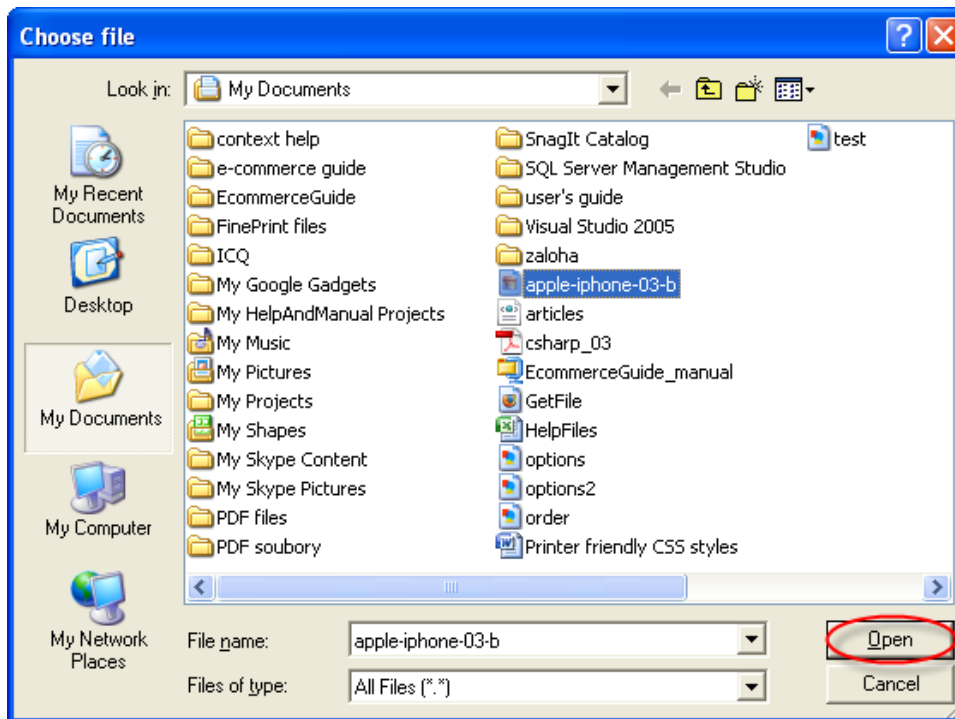 Choose file
Look in:
My Documents
My Recent
Documents
Desktop
My Documents
My Computer
My Network
Places
context help
e-commerce guide
EcommerceGuide
FinePrint files
ICQ
My Google Gadgets
My HelpAndManual Projects
My Music
My Pictures
My Projects
My Shapes
My Skype Content
My Skype Pictures
PDF files
PDF soubory
SnagIt Catalog
SQL Server Management Studio
user's guide
Visual Studio 2005
zaloha
apple-iphone-03-b
articles
csharp_03
EcommerceGuide_manual
GetFile
HelpFiles
options
options2
order
Printer friendly CSS styles
test
File name:
apple-iphone-03-b
Open
Files of type:
All Files (*.*)
Cancel